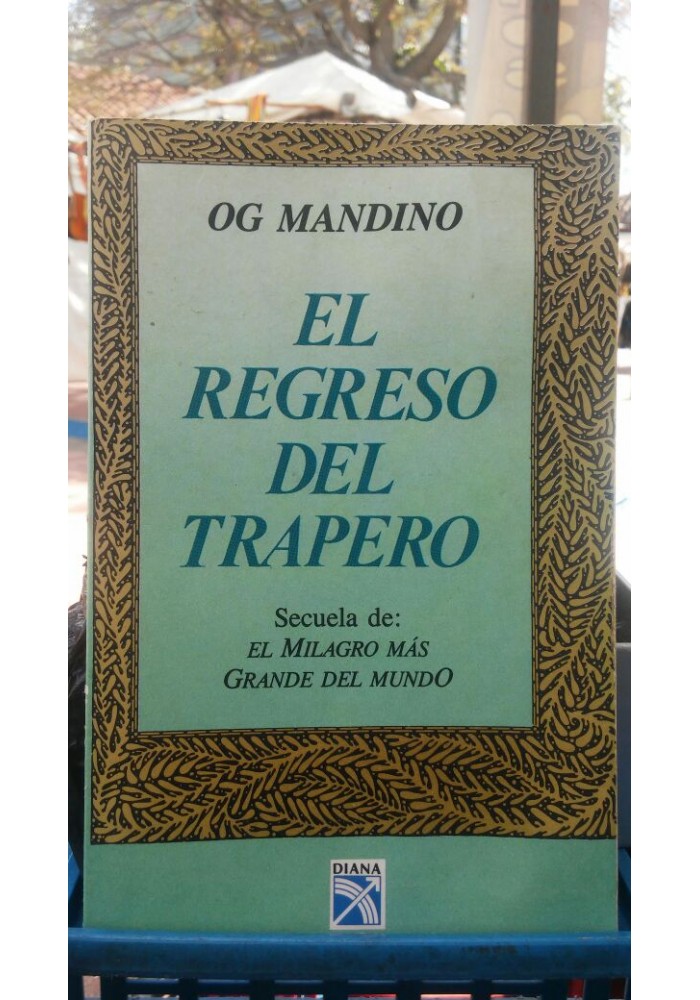 OG MANDINO
EL
REGRESO
DEL
TRAPERO
Secuela de:
EL MILAGRO MÁS
GRANDE DEL MUNDO
DIANA